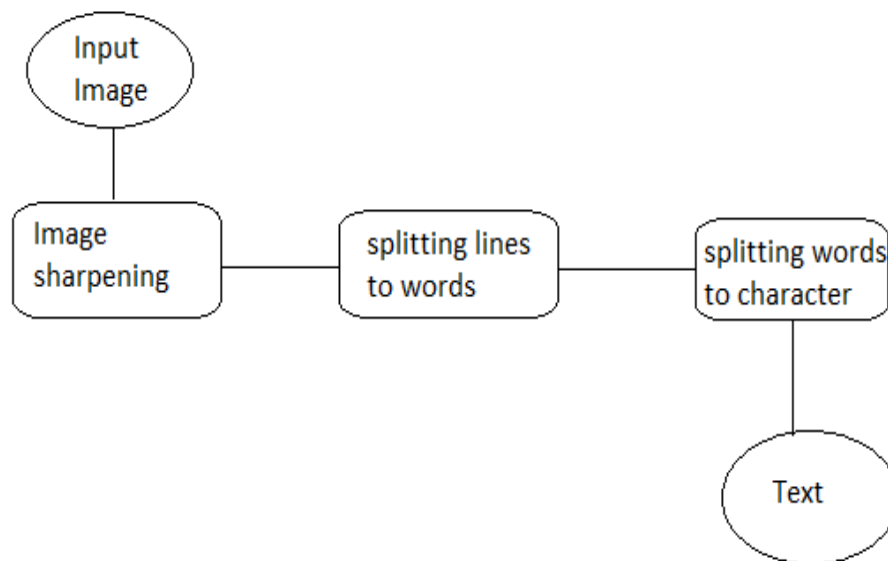 Input
Image
Image
sharpening
splitting lines
to words
splitting words
to character
Text